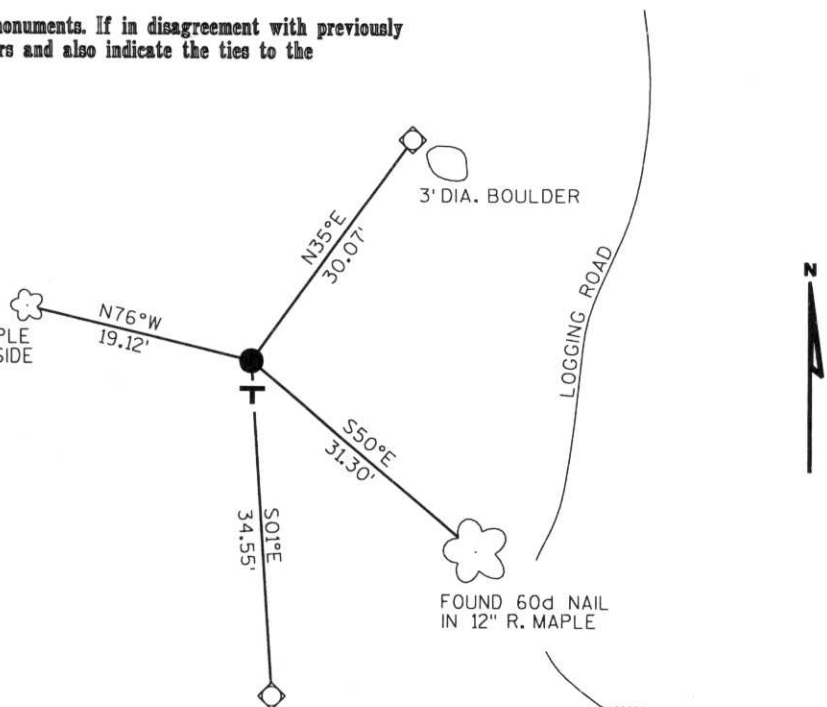 monuments. If in disagreement with previously
rs and also indicate the ties to the
3' DIA. BOULDER
N35°E
30.07'
N76°W
19.12'
PLE
SIDE
T
S50°E
31.30'
S01°E
34.55'
LOGGING ROAD
N
FOUND 60d NAIL
IN 12" R. MAPLE